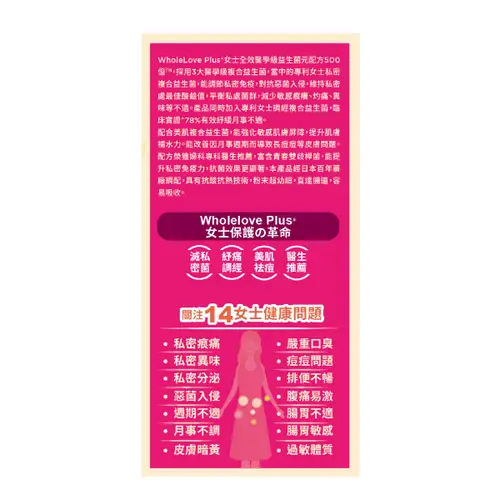 WholeLove Plus®女士全效醫學級益生菌元配方500
億™，採用3大醫學級複合益生菌，當中的專利女士私密
複合益生菌，能調節私密免疫，對抗惡菌入侵，維持私密
處最佳酸鹼值，平衡私處菌群，減少敏感痕癢、灼痛、異
味等不適。產品同時加入專利女士調經複合益生菌，臨
床實證^78%有效紓緩月事不適。
配合美肌複合益生菌，能強化敏感肌膚屏障，提升肌膚
補水力。能改善因月事週期而導致長痘痘等皮膚問題。
配方榮獲婦科專科醫生推薦，富含青春雙歧桿菌，能提
升私密免疫力，抗菌效果更顯著。本產品經日本百年藥
廠調配，具有抗酸抗熱技術，粉末超幼細，直達腸道，容
易吸收。
Wholelove Plus®
女士保護の革命
滅私 紓痛 美肌 醫生
密菌 調經 祛痘 推薦
關注14女士健康問題
• 私密痕癢 • 嚴重口臭
• 私密異味 • 痘痘問題
• 私密分泌 • 排便不暢
• 惡菌入侵 • 腹痛易激
• 週期不適 • 腸胃不適
• 月事不調 • 腸胃敏感
• 皮膚暗黃 • 過敏體質